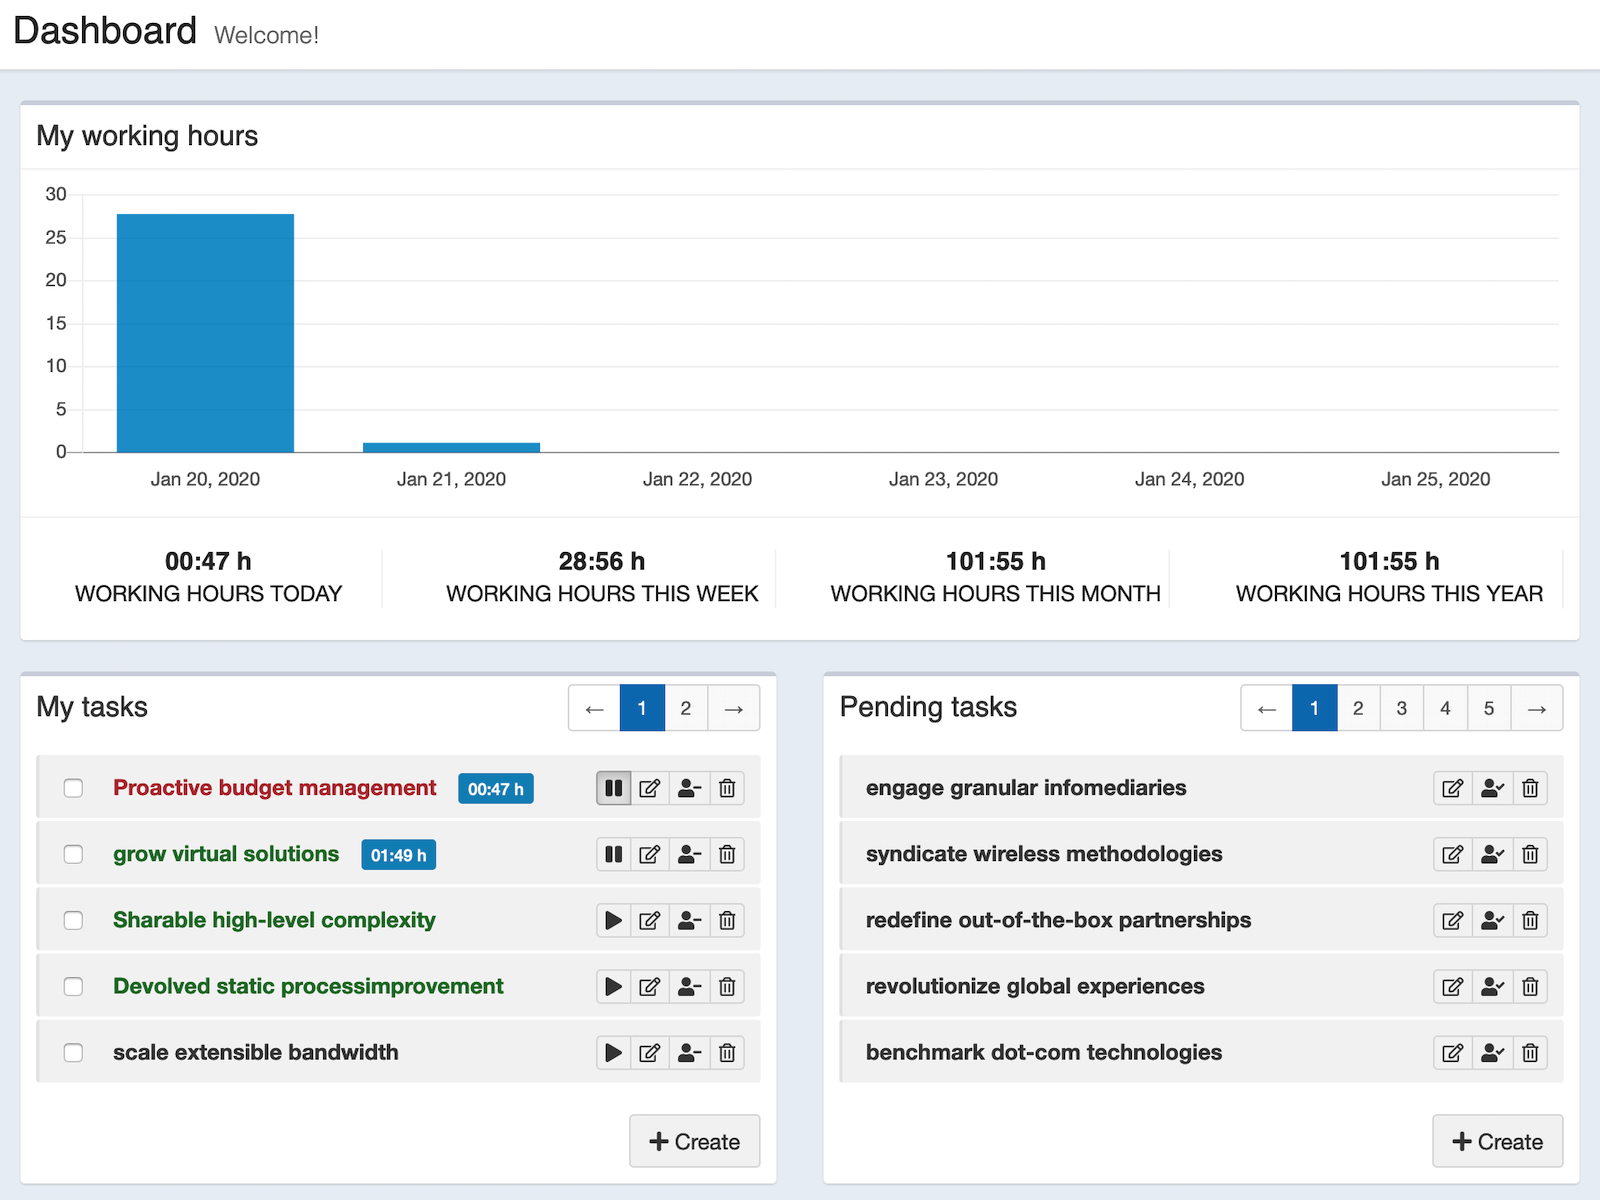 Dashboard Welcome!
My working hours
30
25
20
15
10
5
0
Jan 20, 2020 Jan 21, 2020 Jan 22, 2020 Jan 23, 2020 Jan 24, 2020 Jan 25, 2020
00:47 h 28:56 h 101:55 h 101:55 h
WORKING HOURS TODAY WORKING HOURS THIS WEEK WORKING HOURS THIS MONTH WORKING HOURS THIS YEAR
My tasks
← 1 2 →
Proactive budget management 00:47 h
grow virtual solutions 01:49 h
Sharable high-level complexity
Devolved static processimprovement
scale extensible bandwidth
+ Create
Pending tasks
← 1 2 3 4 5 →
engage granular infomediaries
syndicate wireless methodologies
redefine out-of-the-box partnerships
revolutionize global experiences
benchmark dot-com technologies
+ Create